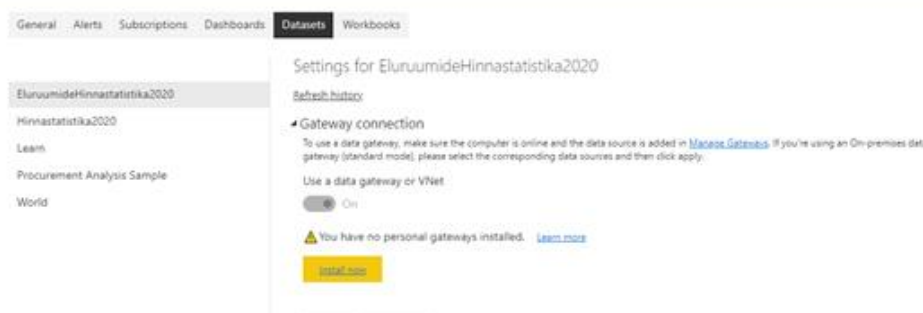 General Alerts Subscriptions Dashboards Datasets Workbooks
Settings for EluruumideHinnastatistika2020
EluruumideHinnastatistika2020
Refresh history
Hinnastatistika2020
Gateway connection
Learn
To use a data gateway, make sure the computer is online and the data source is added in Manage Gateways. If you're using an On-premises dat
gateway (standard mode), please select the corresponding data sources and then click apply.
Procurement Analysis Sample
Use a data gateway or VNet
World
On
You have no personal gateways installed. Learn more
Install now